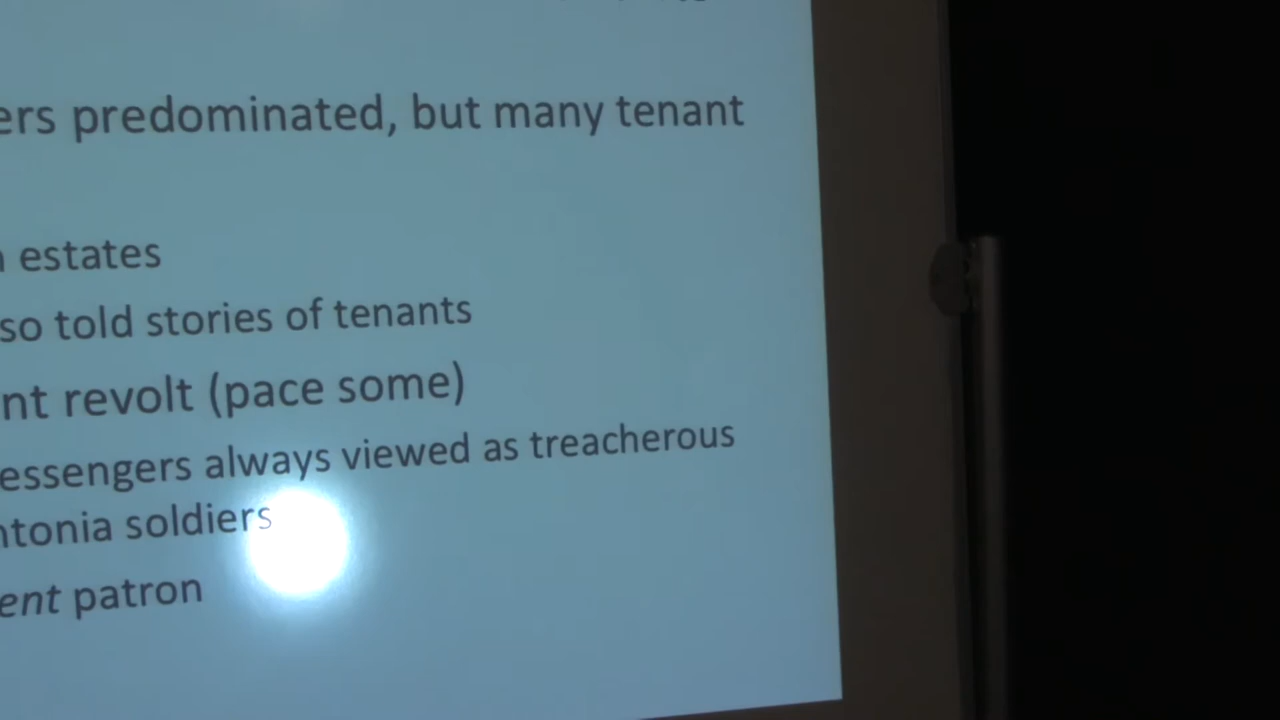 ers predominated, but many tenant
estates
so told stories of tenants
nt revolt (pace some)
essengers always viewed as treacherous
ntonia soldiers
ent patron